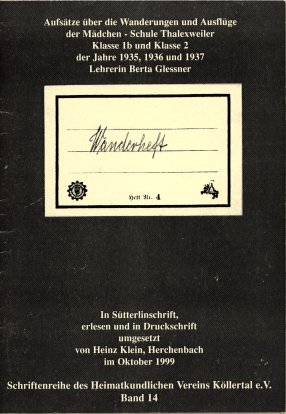 Aufsätze über die Wanderungen und Ausflüge
der Mädchen - Schule Thalexweiler
Klasse 1b und Klasse 2
der Jahre 1935, 1936 und 1937
Lehrerin Berta Glessner
Wanderheft
Heft Nr. 4
In Sütterlinschrift,
erlesen und in Druckschrift
umgesetzt
von Heinz Klein, Herchenbach
im Oktober 1999
Schriftenreihe des Heimatkundlichen Vereins Köllertal e.V.
Band 14